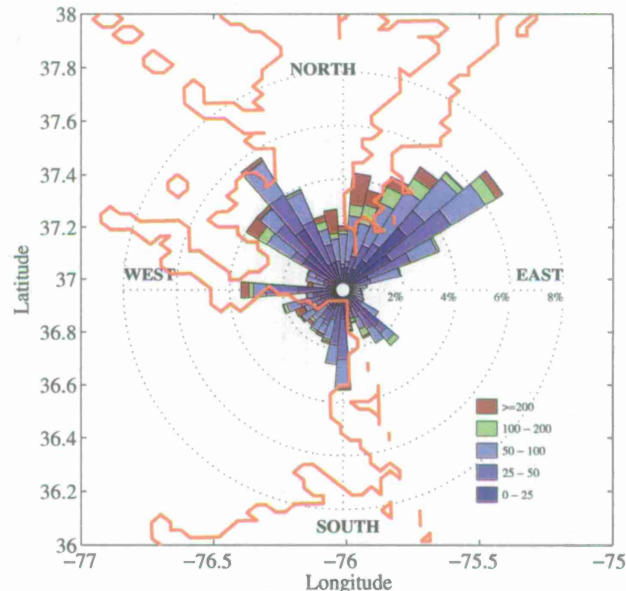 38
37.8
37.6
37.4
37.2
37
36.8
36.6
36.4
36.2
36
Latitude
NORTH
WEST
EAST
2%
4%
6%
8%
>=200
100 – 200
50 – 100
25 – 50
0 – 25
SOUTH
−77
−76.5
−76
−75.5
−75
Longitude